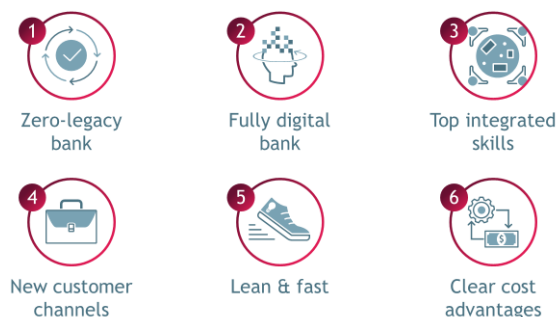 1
Zero-legacy
bank
2
Fully digital
bank
3
Top integrated
skills
4
New customer
channels
5
Lean & fast
6
$
Clear cost
advantages